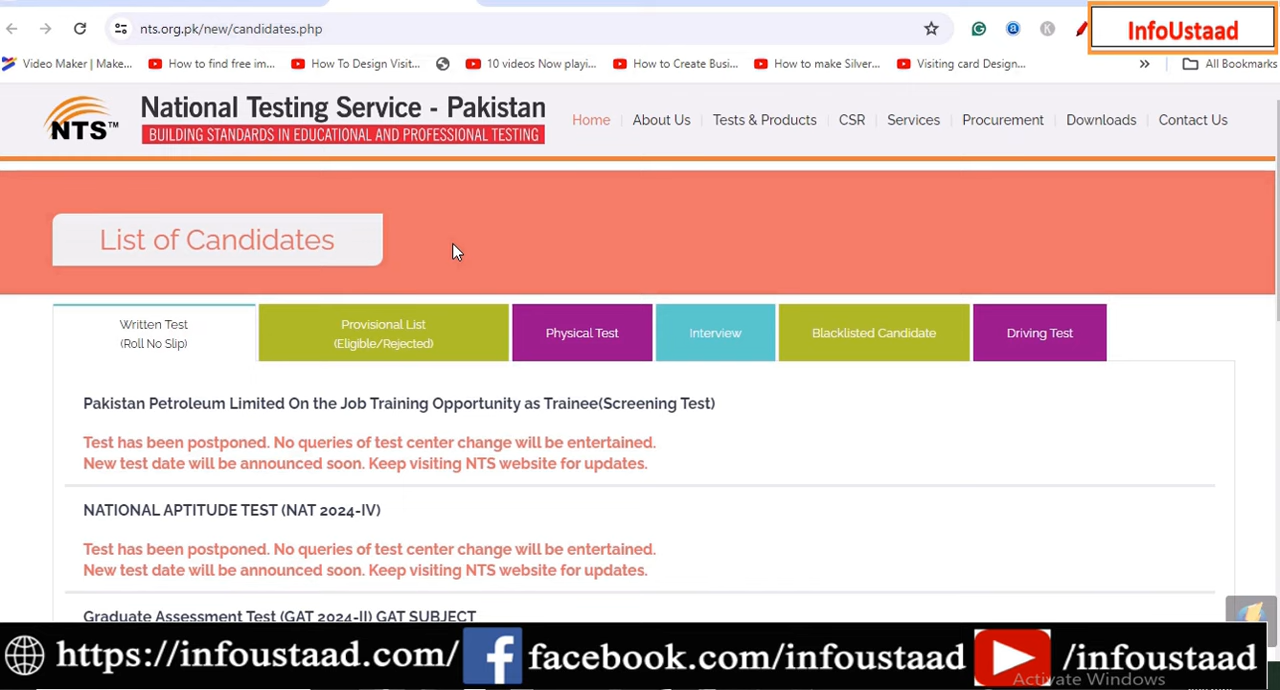 nts.org.pk/new/candidates.php
InfoUstaad
Video Maker | Make...
How to find free im...
How To Design Visit...
10 videos Now playi...
How to Create Busi...
How to make Silver...
Visiting card Design...
»
All Bookmarks
NTS™
National Testing Service - Pakistan
BUILDING STANDARDS IN EDUCATIONAL AND PROFESSIONAL TESTING
Home
About Us
Tests & Products
CSR
Services
Procurement
Downloads
Contact Us
List of Candidates
Written Test
(Roll No Slip)
Provisional List
(Eligible/Rejected)
Physical Test
Interview
Blacklisted Candidate
Driving Test
Pakistan Petroleum Limited On the Job Training Opportunity as Trainee(Screening Test)
Test has been postponed. No queries of test center change will be entertained.
New test date will be announced soon. Keep visiting NTS website for updates.
NATIONAL APTITUDE TEST (NAT 2024-IV)
Test has been postponed. No queries of test center change will be entertained.
New test date will be announced soon. Keep visiting NTS website for updates.
Graduate Assessment Test (GAT 2024-II) GAT SUBJECT
https://infoustaad.com/
facebook.com/infoustaad
/infoustaad
Activate Windows